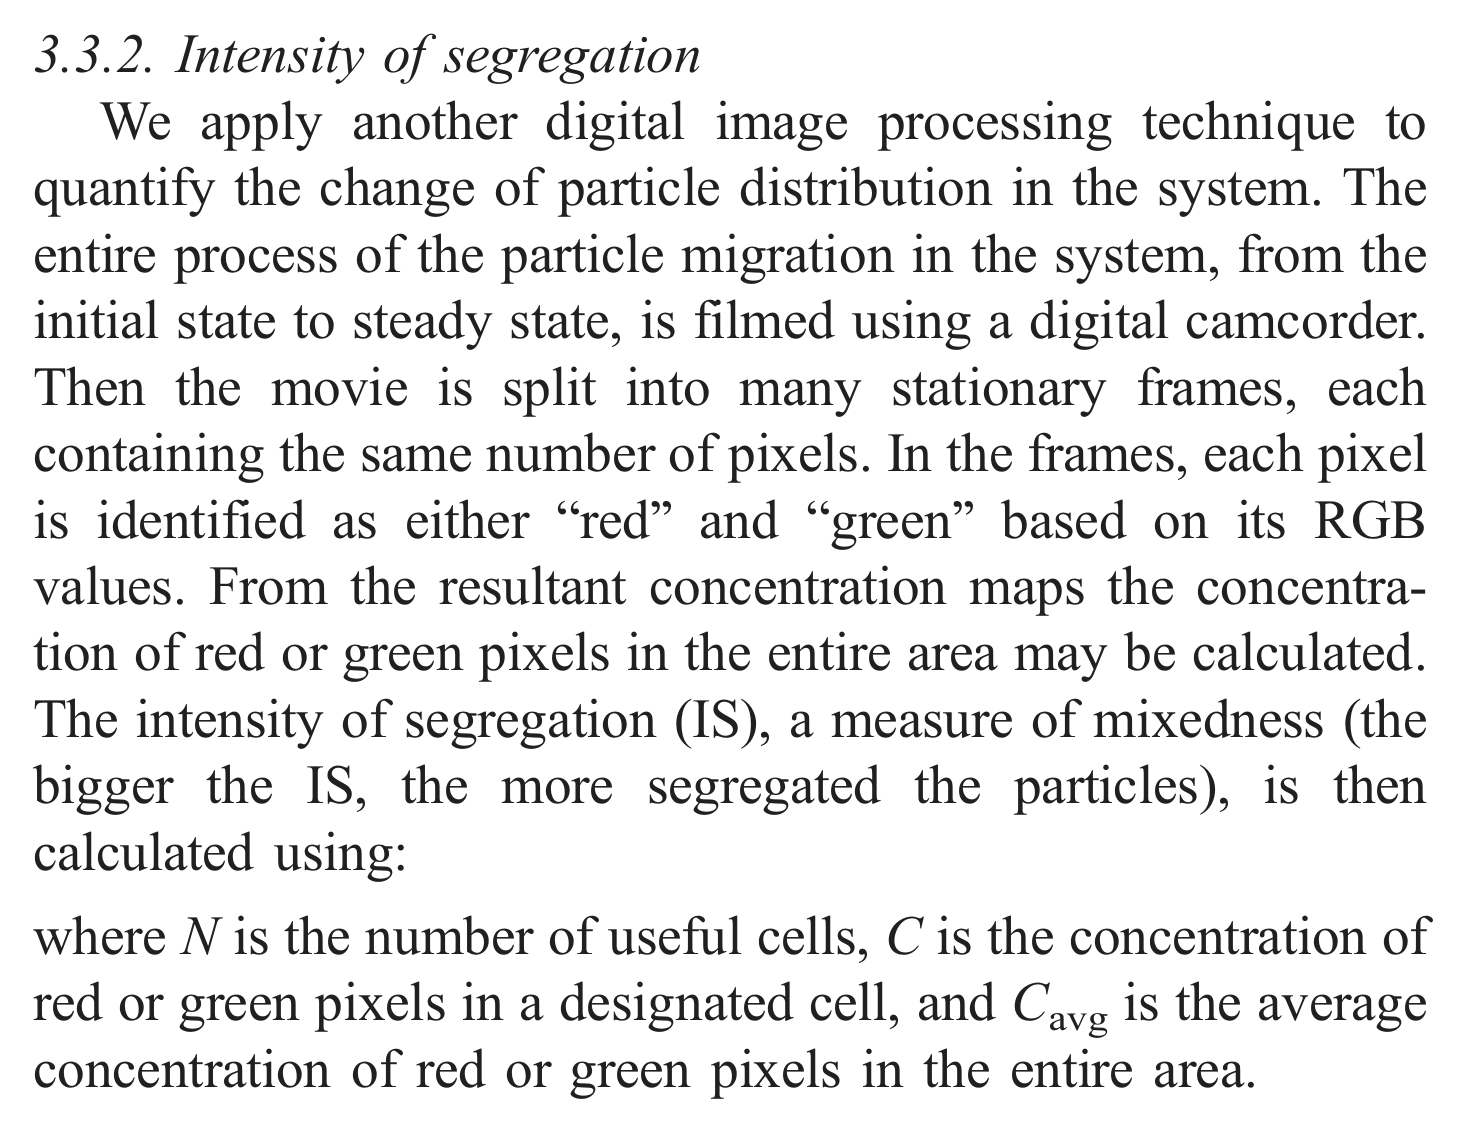 3.3.2. Intensity of segregation
We apply another digital image processing technique to
quantify the change of particle distribution in the system. The
entire process of the particle migration in the system, from the
initial state to steady state, is filmed using a digital camcorder.
Then the movie is split into many stationary frames, each
containing the same number of pixels. In the frames, each pixel
is identified as either “red” and “green” based on its RGB
values. From the resultant concentration maps the concentra-
tion of red or green pixels in the entire area may be calculated.
The intensity of segregation (IS), a measure of mixedness (the
bigger the IS, the more segregated the particles), is then
calculated using:
where N is the number of useful cells, C is the concentration of
red or green pixels in a designated cell, and Cavg is the average
concentration of red or green pixels in the entire area.